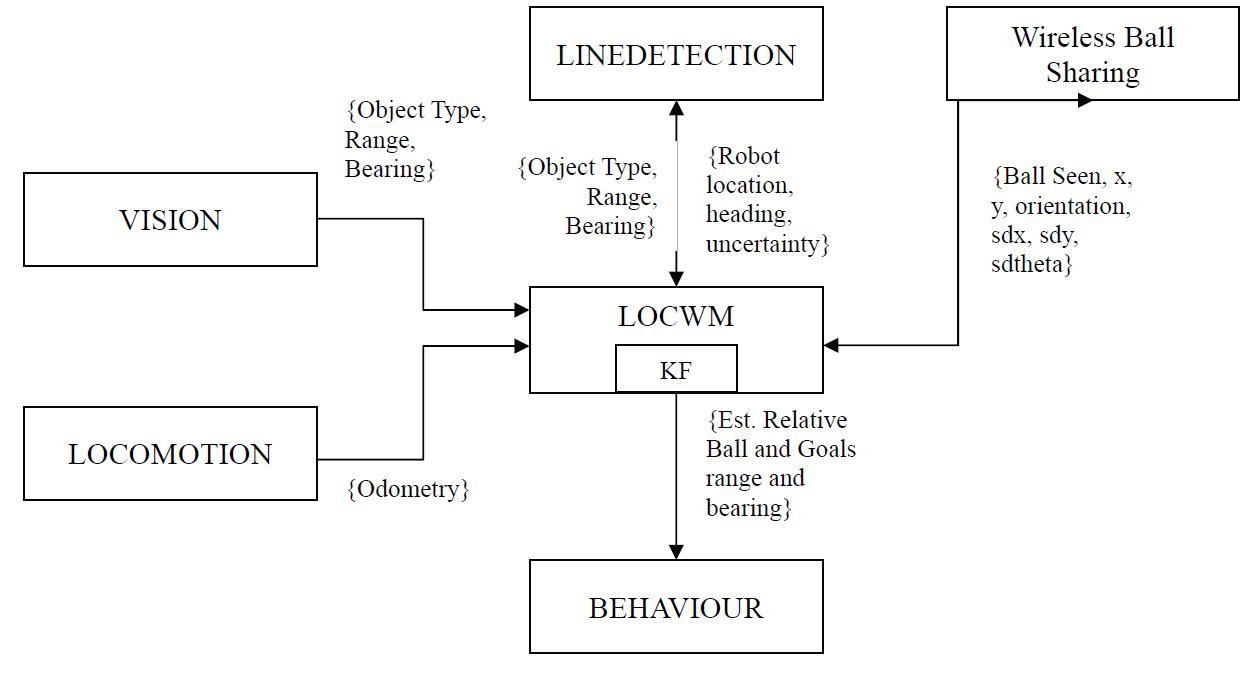 LINEDETECTION
Wireless Ball
Sharing
{Object Type,
Range,
Bearing}
{Object Type,
Range,
Bearing}
{Robot
location,
heading,
uncertainty}
{Ball Seen, x,
y, orientation,
sdx, sdy,
sdtheta}
VISION
LOCWM
KF
LOCOMOTION
{Odometry}
{Est. Relative
Ball and Goals
range and
bearing}
BEHAVIOUR